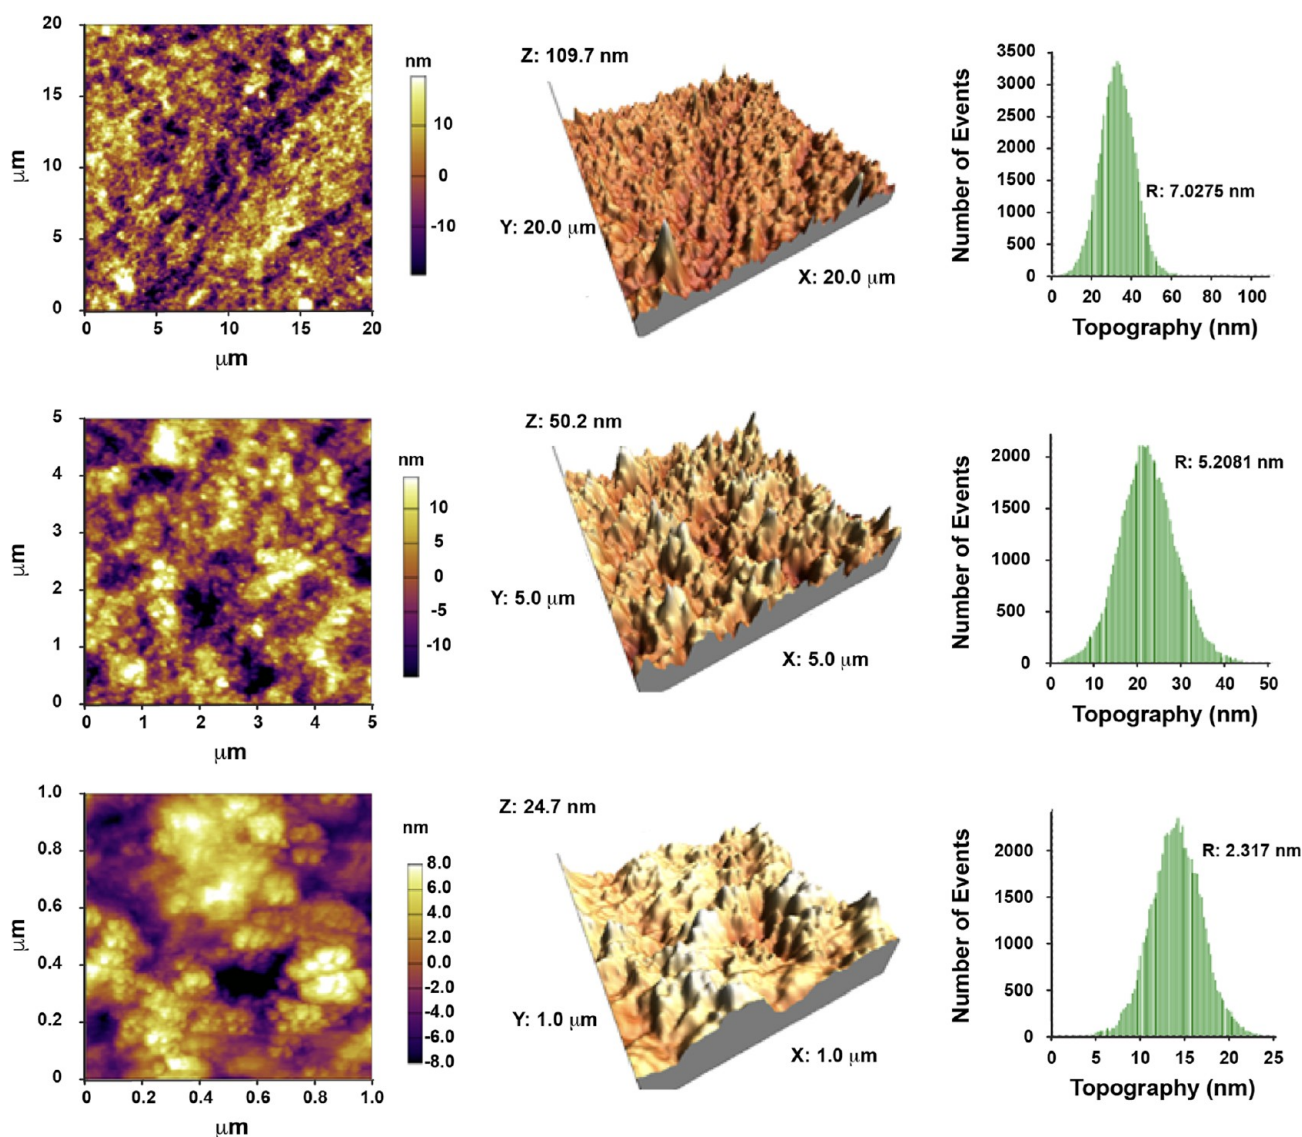 20
15
10
5
0
μm
0 5 10 15 20
μm
nm
10
0
-10
Z: 109.7 nm
Y: 20.0 μm
X: 20.0 μm
3500
3000
2500
2000
1500
1000
500
0
Number of Events
R: 7.0275 nm
0 20 40 60 80 100
Topography (nm)
5
4
3
2
1
0
μm
0 1 2 3 4 5
μm
nm
10
5
0
-5
-10
Z: 50.2 nm
Y: 5.0 μm
X: 5.0 μm
2000
1500
1000
500
0
Number of Events
R: 5.2081 nm
0 10 20 30 40 50
Topography (nm)
1.0
0.8
0.6
0.4
0.2
0
μm
0 0.2 0.4 0.6 0.8 1.0
μm
nm
8.0
6.0
4.0
2.0
0.0
-2.0
-4.0
-6.0
-8.0
Z: 24.7 nm
Y: 1.0 μm
X: 1.0 μm
2000
1500
1000
500
0
Number of Events
R: 2.317 nm
0 5 10 15 20 25
Topography (nm)